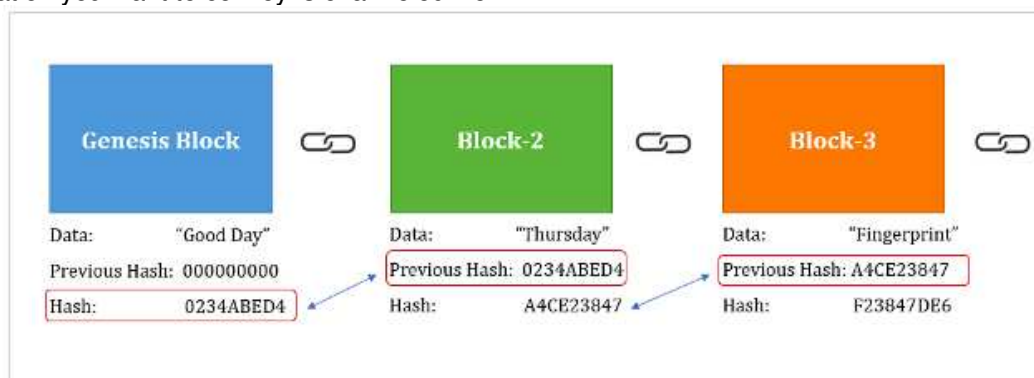 Genesis Block
Block-2
Block-3
Data: "Good Day"
Previous Hash: 000000000
Hash: 0234ABED4
Data: "Thursday"
Previous Hash: 0234ABED4
Hash: A4CE23847
Data: "Fingerprint"
Previous Hash: A4CE23847
Hash: F23847DE6